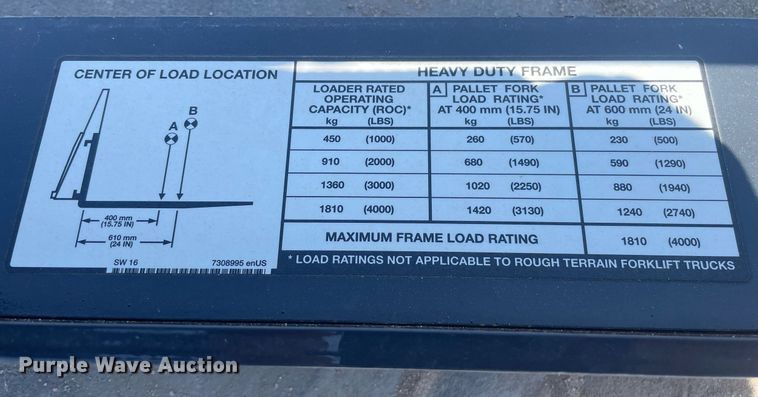 CENTER OF LOAD LOCATION
B
A
400 mm
(15.75 IN)
610 mm
(24 IN)
SW 16
7308995 enUS
HEAVY DUTY FRAME
LOADER RATED
OPERATING
CAPACITY (ROC)*
kg (LBS)
A PALLET FORK
LOAD RATING*
AT 400 mm (15.75 IN)
kg (LBS)
B PALLET FORK
LOAD RATING*
AT 600 mm (24 IN)
kg (LBS)
450 (1000) 260 (570) 230 (500)
910 (2000) 680 (1490) 590 (1290)
1360 (3000) 1020 (2250) 880 (1940)
1810 (4000) 1420 (3130) 1240 (2740)
MAXIMUM FRAME LOAD RATING 1810 (4000)
* LOAD RATINGS NOT APPLICABLE TO ROUGH TERRAIN FORKLIFT TRUCKS
Purple Wave Auction